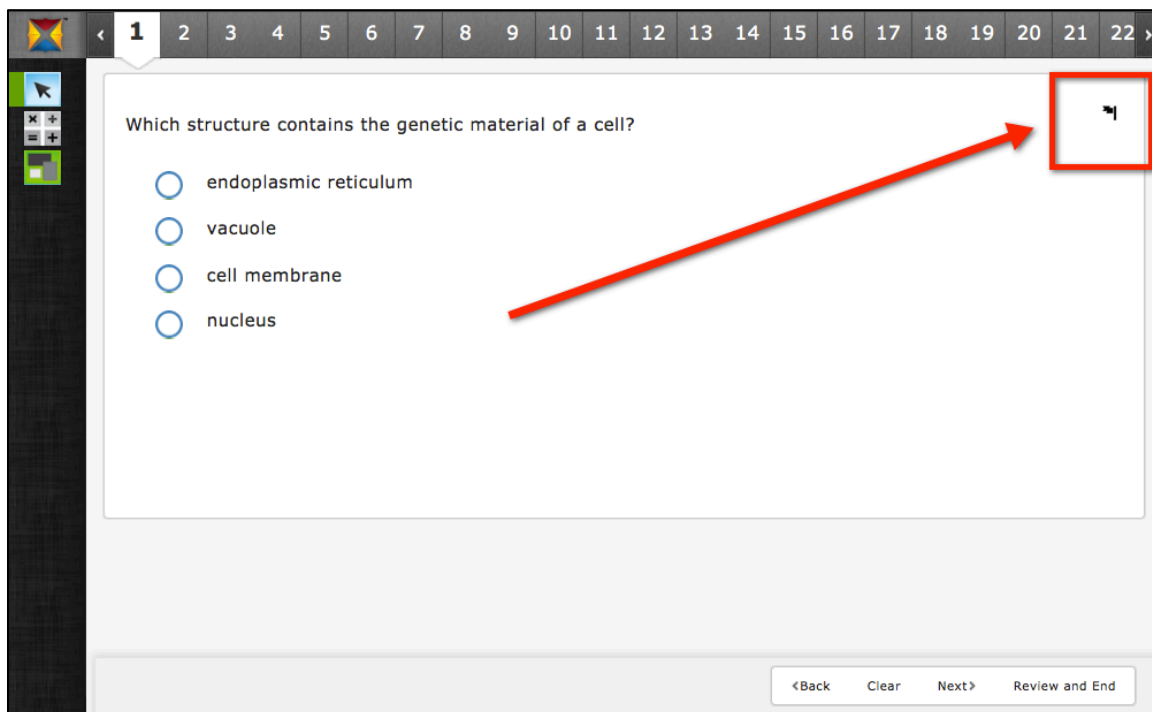 ‹ 1 2 3 4 5 6 7 8 9 10 11 12 13 14 15 16 17 18 19 20 21 22 ›
× ÷
= +
Which structure contains the genetic material of a cell?
endoplasmic reticulum
vacuole
cell membrane
nucleus
‹Back Clear Next› Review and End